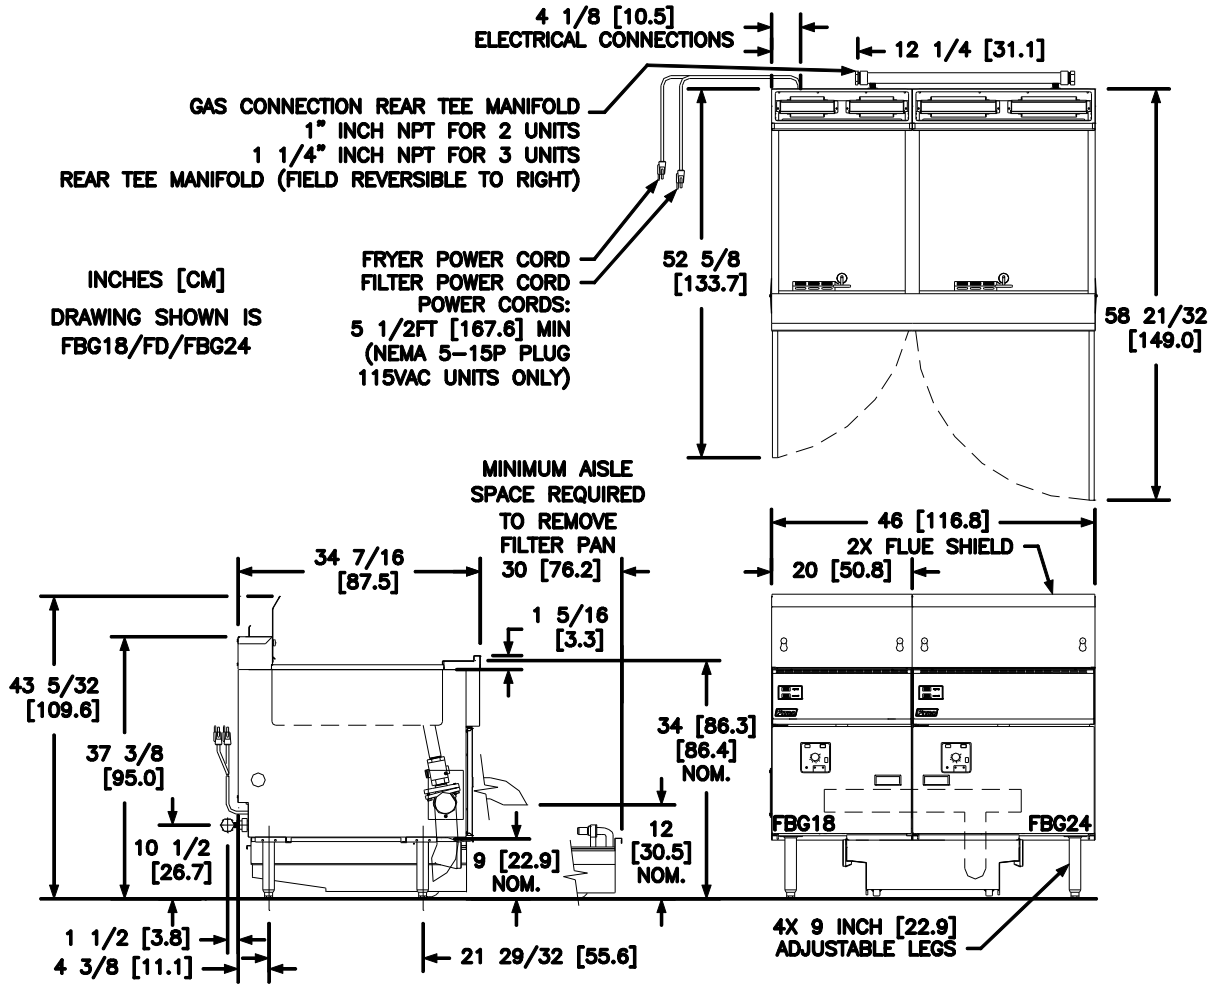 4 1/8 [10.5]
ELECTRICAL CONNECTIONS
12 1/4 [31.1]
GAS CONNECTION REAR TEE MANIFOLD
1" INCH NPT FOR 2 UNITS
1 1/4" INCH NPT FOR 3 UNITS
REAR TEE MANIFOLD (FIELD REVERSIBLE TO RIGHT)
INCHES [CM]
DRAWING SHOWN IS
FBG18/FD/FBG24
FRYER POWER CORD
FILTER POWER CORD
POWER CORDS:
5 1/2FT [167.6] MIN
(NEMA 5-15P PLUG
115VAC UNITS ONLY)
52 5/8
[133.7]
58 21/32
[149.0]
MINIMUM AISLE
SPACE REQUIRED
TO REMOVE
FILTER PAN
30 [76.2]
34 7/16
[87.5]
1 5/16
[3.3]
43 5/32
[109.6]
37 3/8
[95.0]
10 1/2
[26.7]
34 [86.3]
[86.4]
NOM.
12
[30.5]
NOM.
9 [22.9]
NOM.
1 1/2 [3.8]
4 3/8 [11.1]
21 29/32 [55.6]
46 [116.8]
2X FLUE SHIELD
20 [50.8]
FBG18
FBG24
4X 9 INCH [22.9]
ADJUSTABLE LEGS